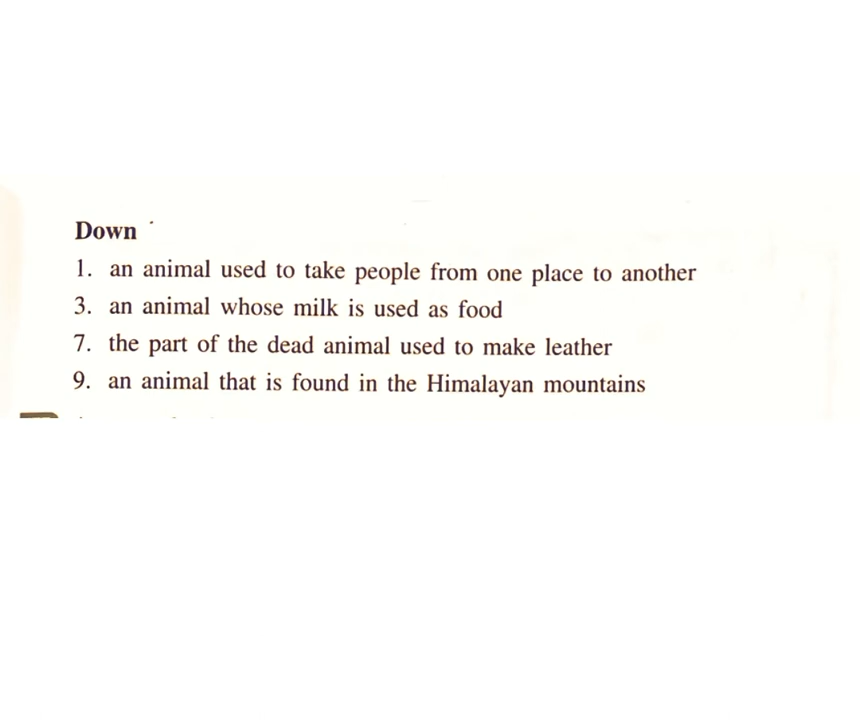 Down
1. an animal used to take people from one place to another
3. an animal whose milk is used as food
7. the part of the dead animal used to make leather
9. an animal that is found in the Himalayan mountains